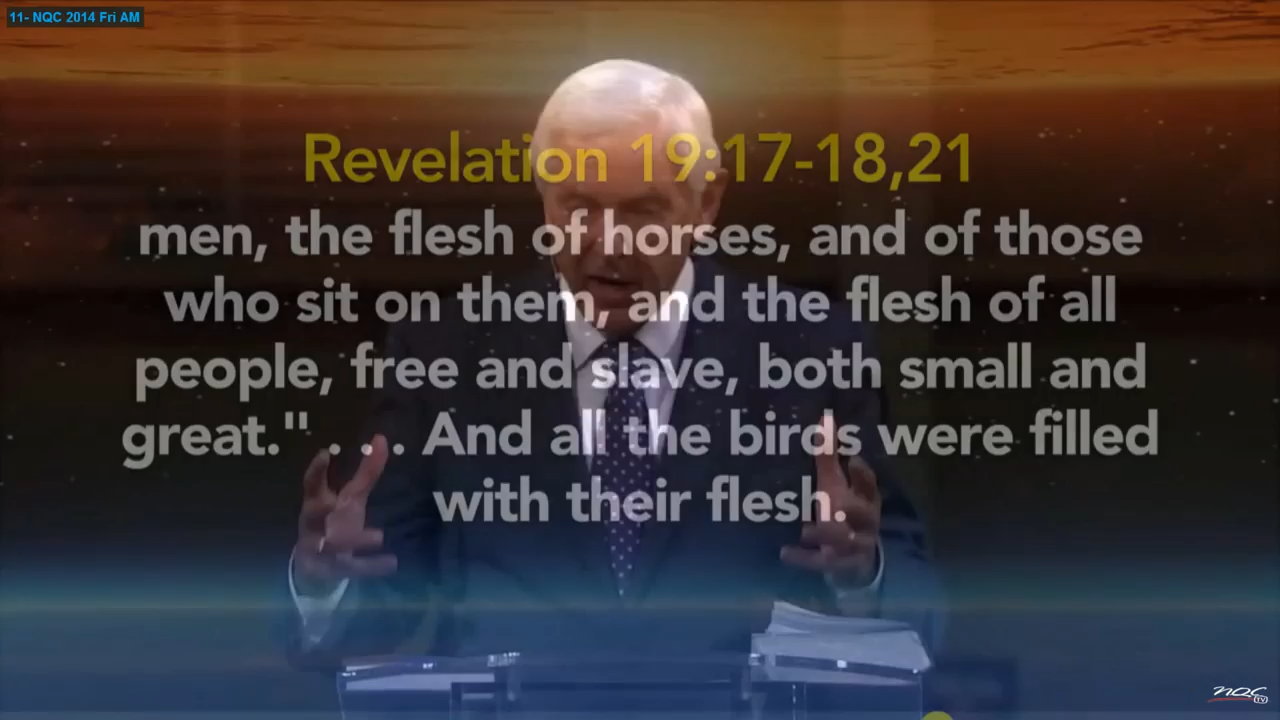 11- NQC 2014 Fri AM
Revelation 19:17-18,21
men, the flesh of horses, and of those
who sit on them, and the flesh of all
people, free and slave, both small and
great." . . . And all the birds were filled
with their flesh.
NQC TV